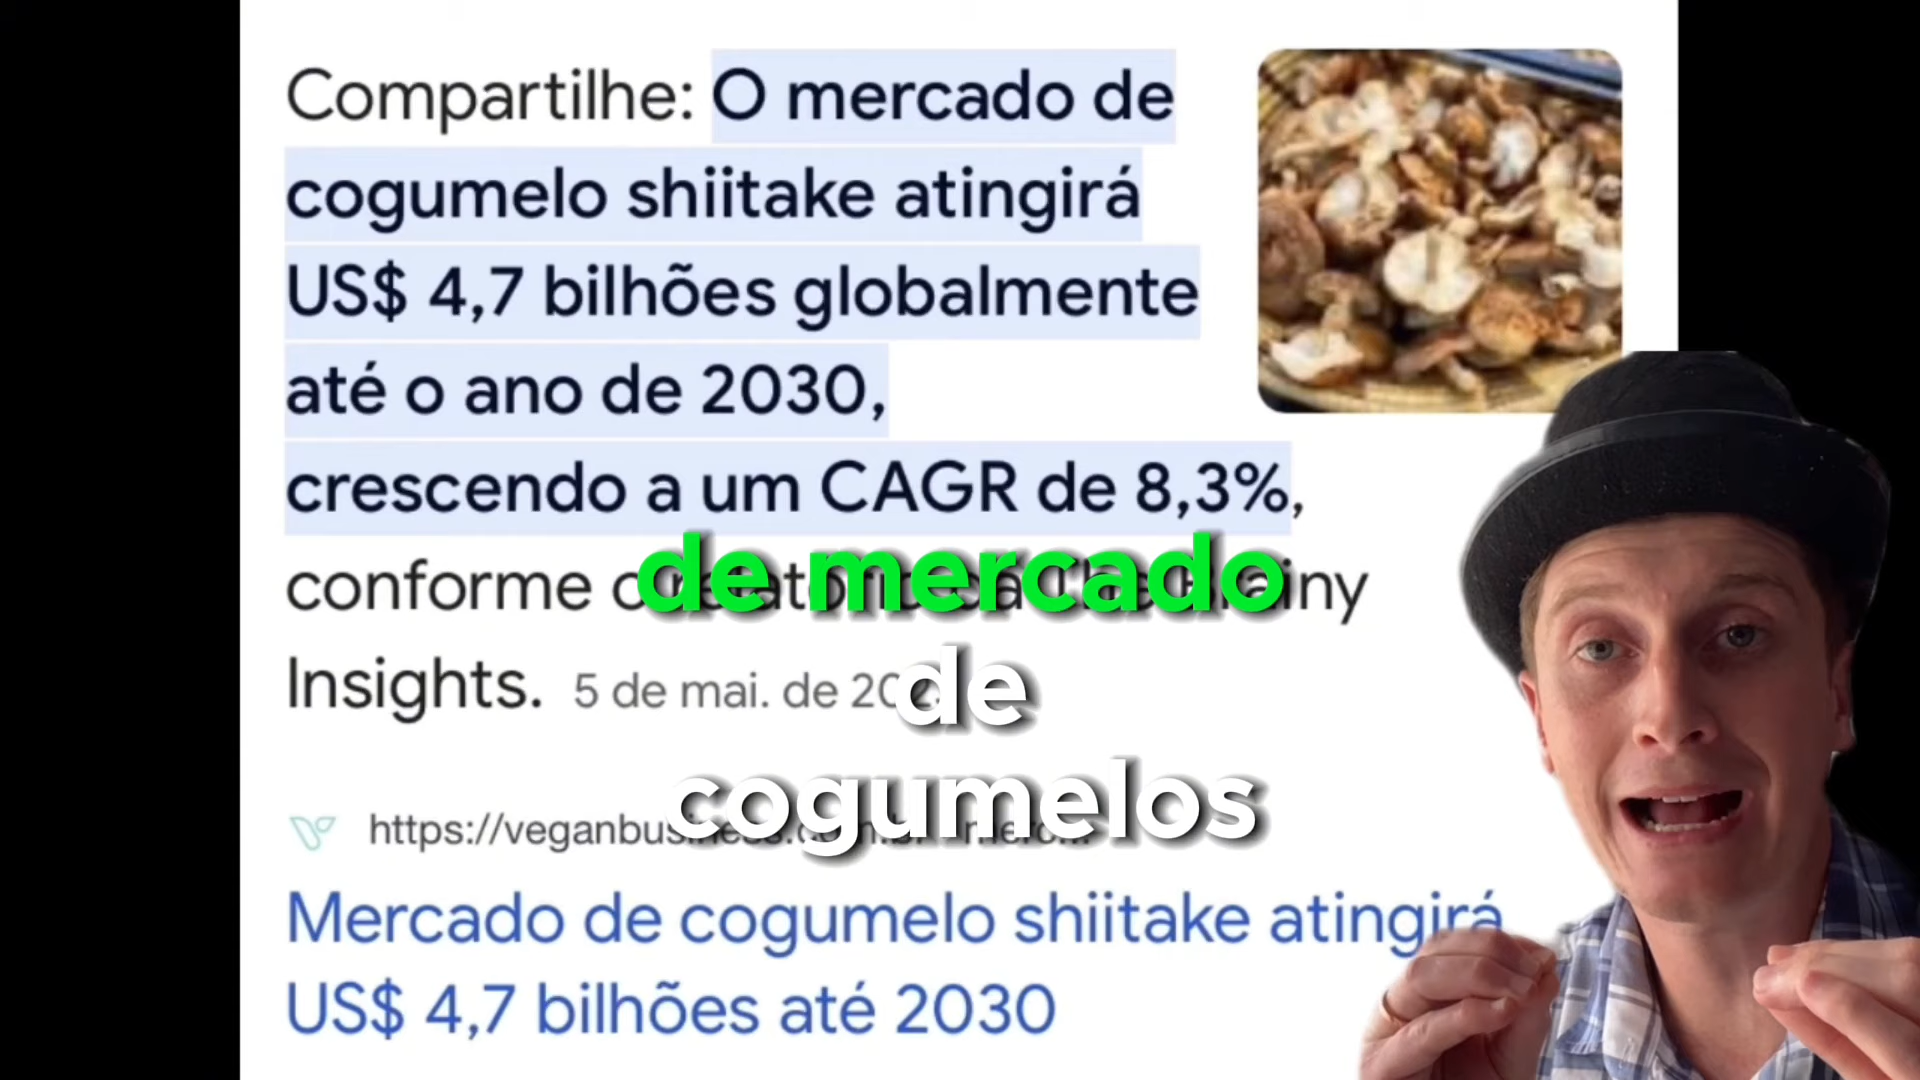 Compartilhe: O mercado de
cogumelo shiitake atingirá
US$ 4,7 bilhões globalmente
até o ano de 2030,
crescendo a um CAGR de 8,3%,
conforme
de mercado
Insights. 5 de mai. de
de
cogumelos
Mercado de cogumelo shiitake atingirá
US$ 4,7 bilhões até 2030